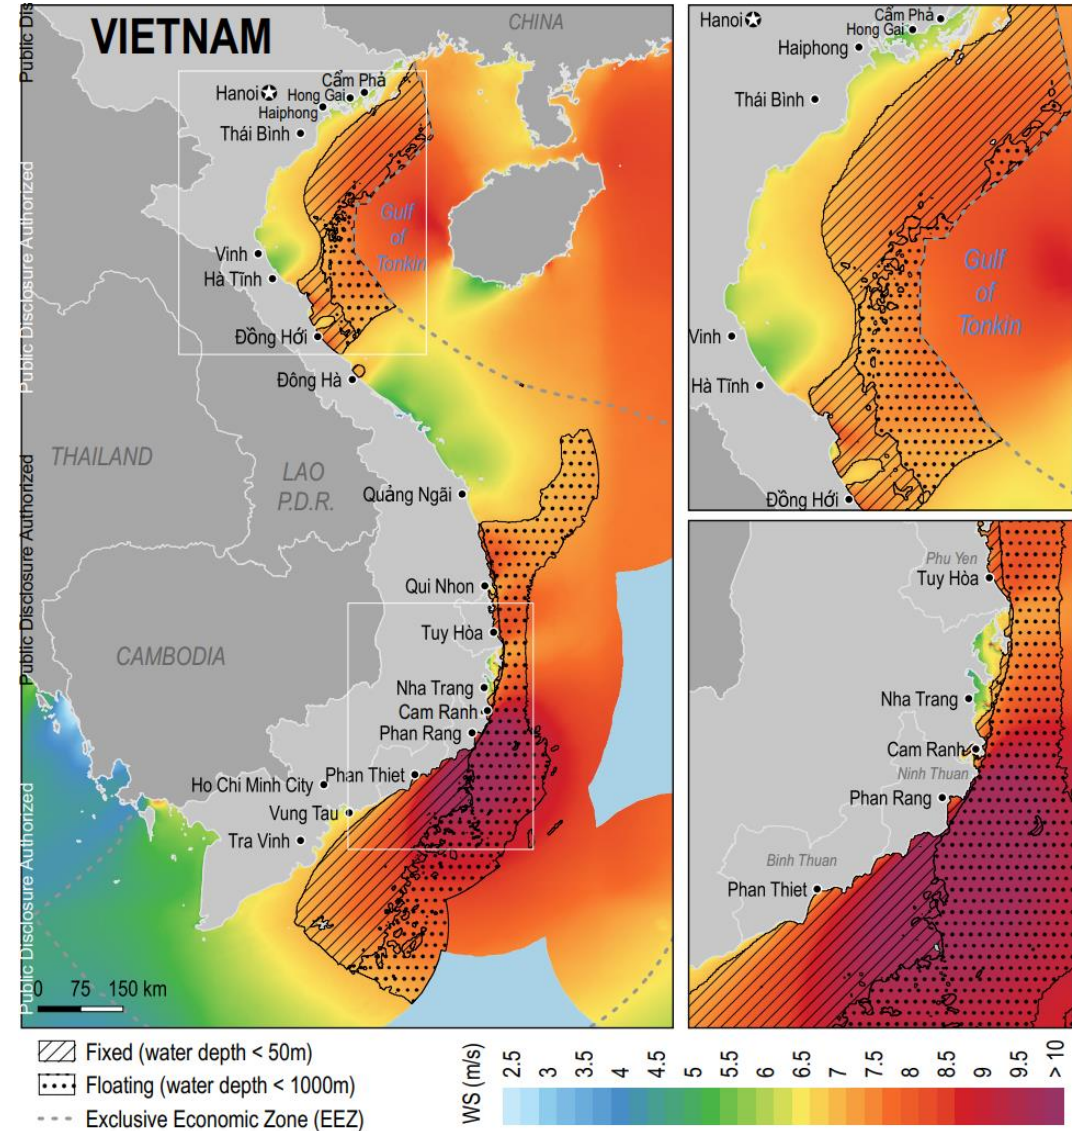 Public Dis
Public Disclosure Authorized
Public Disclosure Authorized
Public Disclosure Authorized
VIETNAM
CHINA
Hanoi
Cẩm Phả
Hong Gai
Haiphong
Thái Bình
Gulf
of
Tonkin
Vinh
Hà Tĩnh
Đồng Hới
Đông Hà
THAILAND
LAO
P.D.R.
Quảng Ngãi
Qui Nhon
Tuy Hòa
CAMBODIA
Nha Trang
Cam Ranh
Phan Rang
Phan Thiet
Ho Chi Minh City
Vung Tau
Tra Vinh
0 75 150 km
Hanoi
Cẩm Phả
Hong Gai
Haiphong
Thái Bình
Gulf
of
Tonkin
Vinh
Hà Tĩnh
Đồng Hới
Phu Yen
Tuy Hòa
Nha Trang
Cam Ranh
Ninh Thuan
Phan Rang
Binh Thuan
Phan Thiet
Fixed (water depth < 50m)
Floating (water depth < 1000m)
Exclusive Economic Zone (EEZ)
WS (m/s)
2.5 3 3.5 4 4.5 5 5.5 6 6.5 7 7.5 8 8.5 9 9.5 > 10